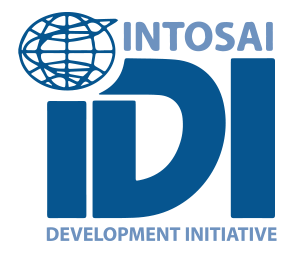 INTOSAI
iDI
DEVELOPMENT INITIATIVE